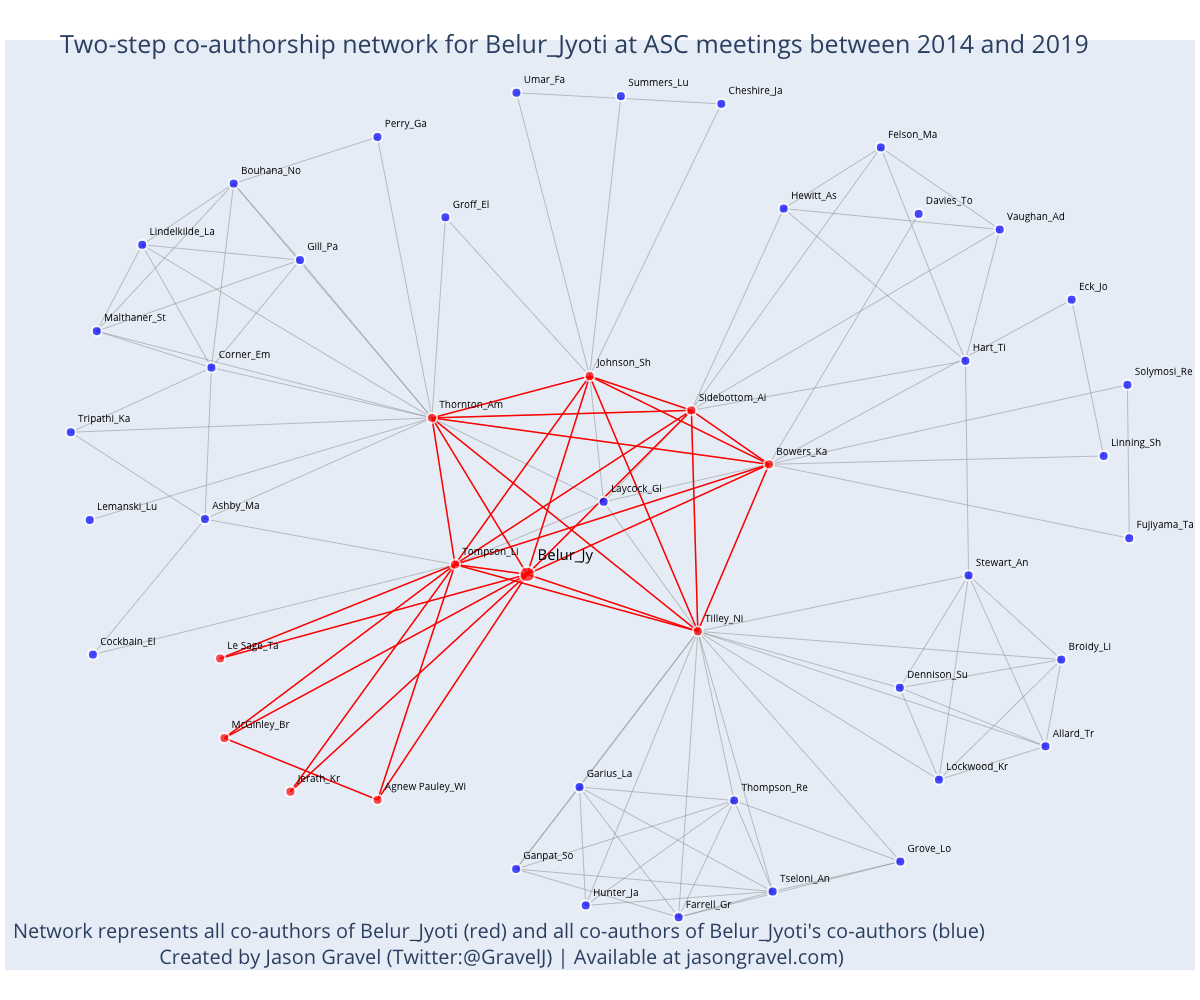 Two-step co-authorship network for Belur_Jyoti at ASC meetings between 2014 and 2019
Umar_Fa
Summers_Lu
Cheshire_Ja
Perry_Ga
Felson_Ma
Bouhana_No
Hewitt_As
Davies_To
Groff_El
Vaughan_Ad
Lindelkilde_La
Gill_Pa
Eck_Jo
Malthaner_St
Hart_Ti
Corner_Em
Johnson_Sh
Solymosi_Re
Sidebottom_Ai
Thornton_Am
Tripathi_Ka
Linning_Sh
Bowers_Ka
Laycock_Gl
Lemanski_Lu
Ashby_Ma
Fujiyama_Ta
Tompson_Li
Belur_Jy
Stewart_An
Tilley_Ni
Cockbain_El
Le Sage_Ta
Broidy_Li
Dennison_Su
McGinley_Br
Allard_Tr
Lockwood_Kr
Jerath_Kr
Agnew Pauley_Wi
Garius_La
Thompson_Re
Grove_Lo
Ganpat_So
Tseloni_An
Hunter_Ja
Farrell_Gr
Network represents all co-authors of Belur_Jyoti (red) and all co-authors of Belur_Jyoti's co-authors (blue)
Created by Jason Gravel (Twitter:@GravelJ) | Available at jasongravel.com)